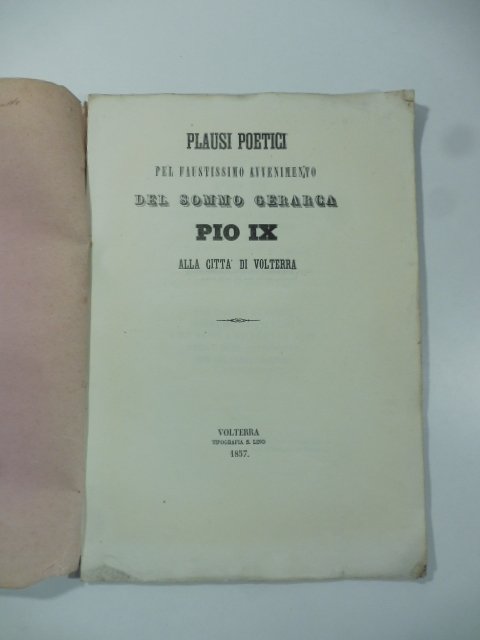 PLAUSI POETICI
PEL FAUSTISSIMO AVVENIMENTO
DEL SOMMO GERARCA
PIO IX
ALLA CITTA' DI VOLTERRA
VOLTERRA
TIPOGRAFIA S. LINO
1857.